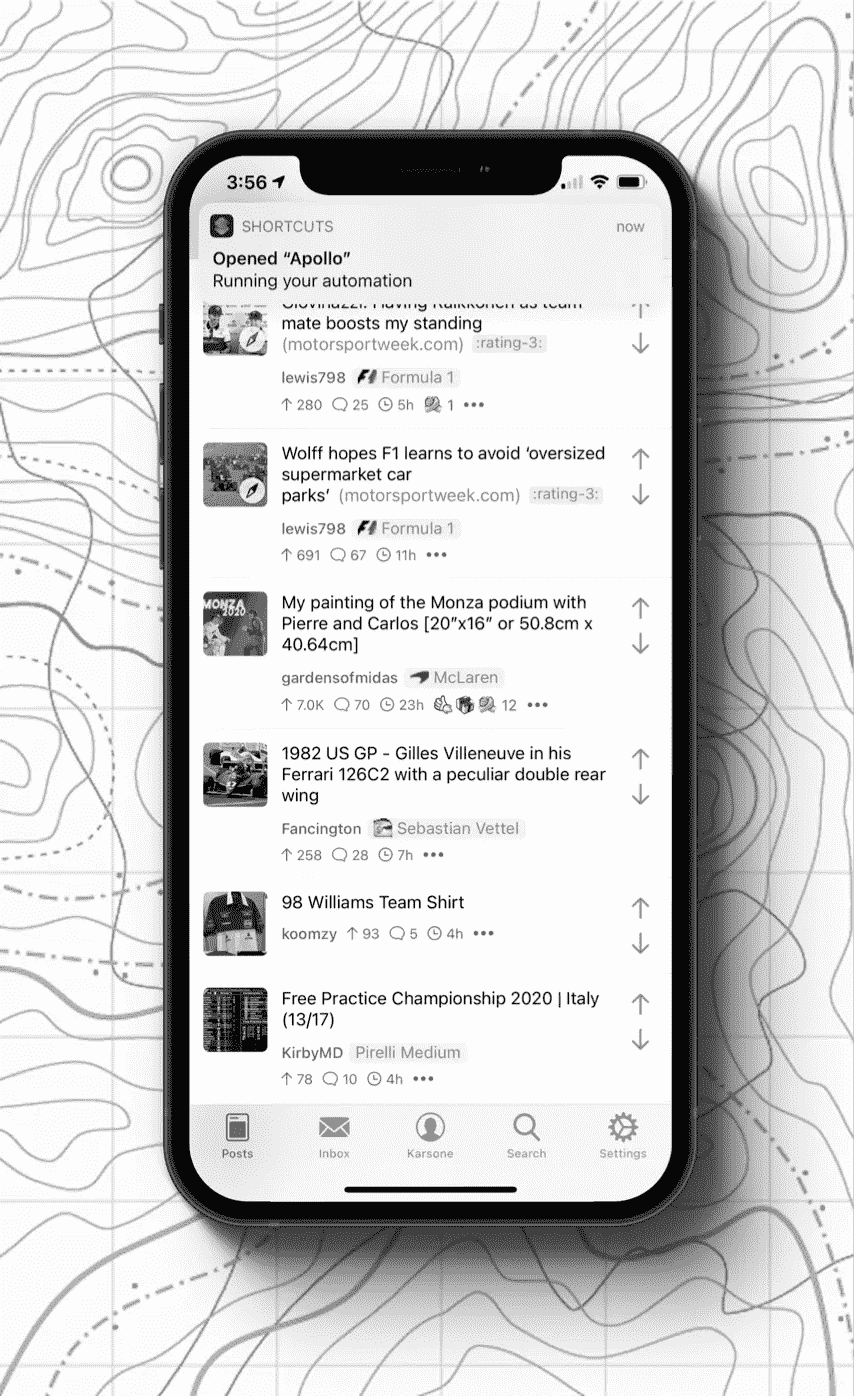 3:56
SHORTCUTS now
Opened “Apollo”
Running your automation
Giovinazzi: Having Raikkonen as team
mate boosts my standing
(motorsportweek.com) :rating-3:
lewis798 Formula 1
280 25 5h 1 •••
Wolff hopes F1 learns to avoid ‘oversized
supermarket car
parks’ (motorsportweek.com) :rating-3:
lewis798 Formula 1
691 67 11h •••
MONZA
2020
My painting of the Monza podium with
Pierre and Carlos [20”x16” or 50.8cm x
40.64cm]
gardensofmidas McLaren
7.0K 70 23h 12 •••
1982 US GP - Gilles Villeneuve in his
Ferrari 126C2 with a peculiar double rear
wing
Fancington Sebastian Vettel
258 28 7h •••
98 Williams Team Shirt
koomzy 93 5 4h •••
Free Practice Championship 2020 | Italy
(13/17)
KirbyMD Pirelli Medium
78 10 4h •••
Posts Inbox Karsone Search Settings